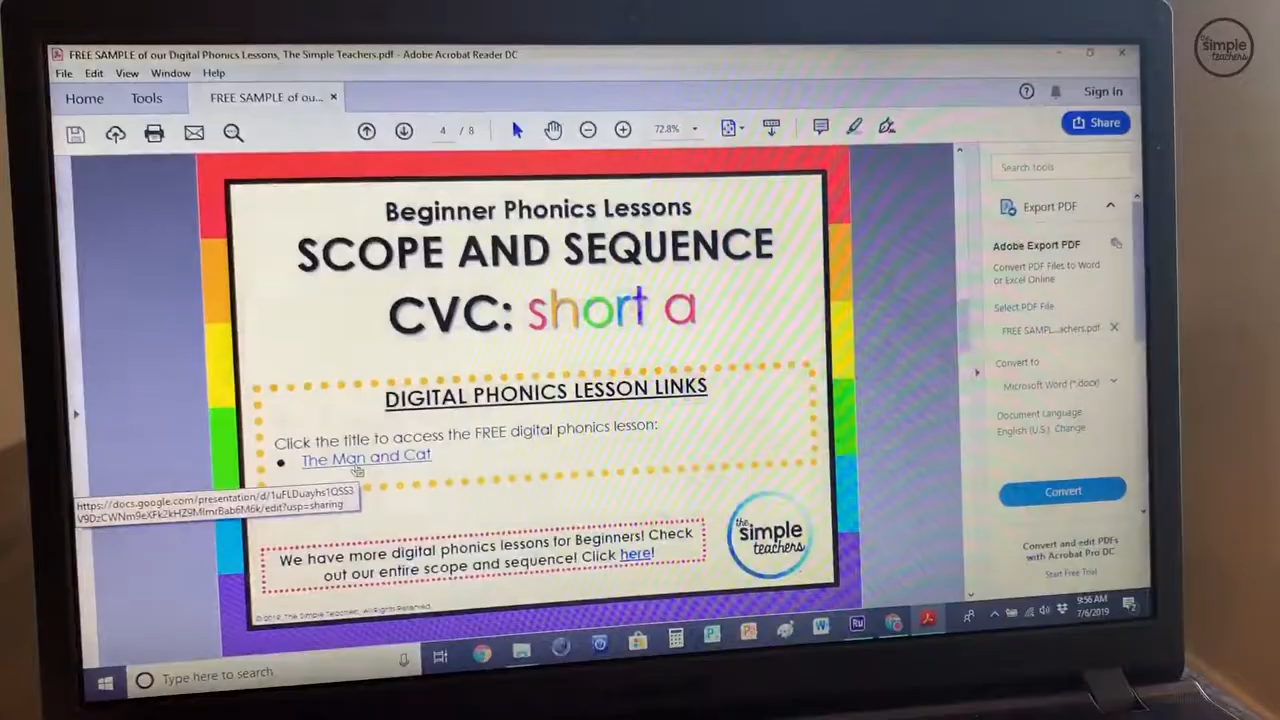 FREE SAMPLE of our Digital Phonics Lessons, The Simple Teachers.pdf - Adobe Acrobat Reader DC
the simple teachers
File Edit View Window Help
Home Tools FREE SAMPLE of ou... × Sign In
4 / 8 72.8% Share
Search tools
Beginner Phonics Lessons
SCOPE AND SEQUENCE
CVC: short a
DIGITAL PHONICS LESSON LINKS
Click the title to access the FREE digital phonics lesson:
The Man and Cat
We have more digital phonics lessons for Beginners! Check
out our entire scope and sequence! Click here!
the simple teachers
Export PDF
Adobe Export PDF
Convert PDF Files to Word
or Excel Online
Select PDF File
FREE SAMPL...achers.pdf ×
Convert to
Microsoft Word (*.docx)
Document Language:
English (U.S.) Change
Convert
Convert and edit PDFs
with Acrobat Pro DC
Start Free Trial
Type here to search
9:56 AM
7/6/2019